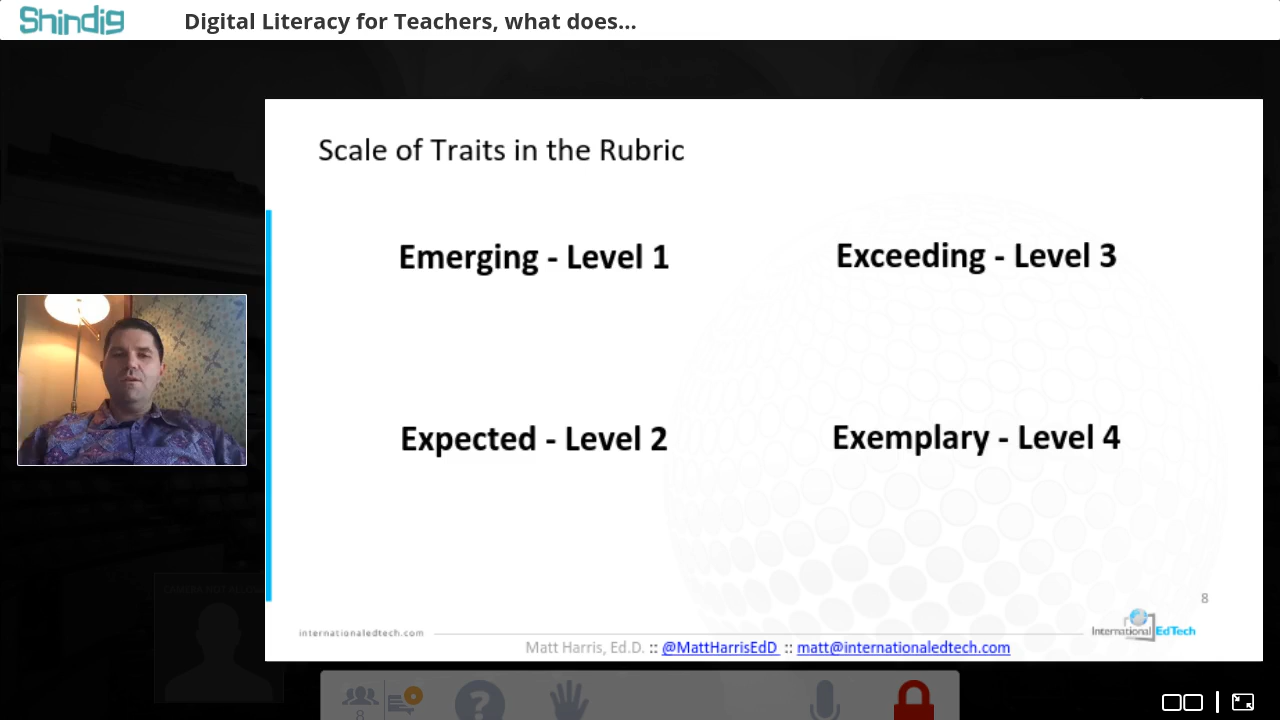 Shindig
Digital Literacy for Teachers, what does...
Scale of Traits in the Rubric
Emerging - Level 1
Exceeding - Level 3
Expected - Level 2
Exemplary - Level 4
8
internationaledtech.com
International EdTech
Matt Harris, Ed.D. :: @MattHarrisEdD :: matt@internationaledtech.com
8
?